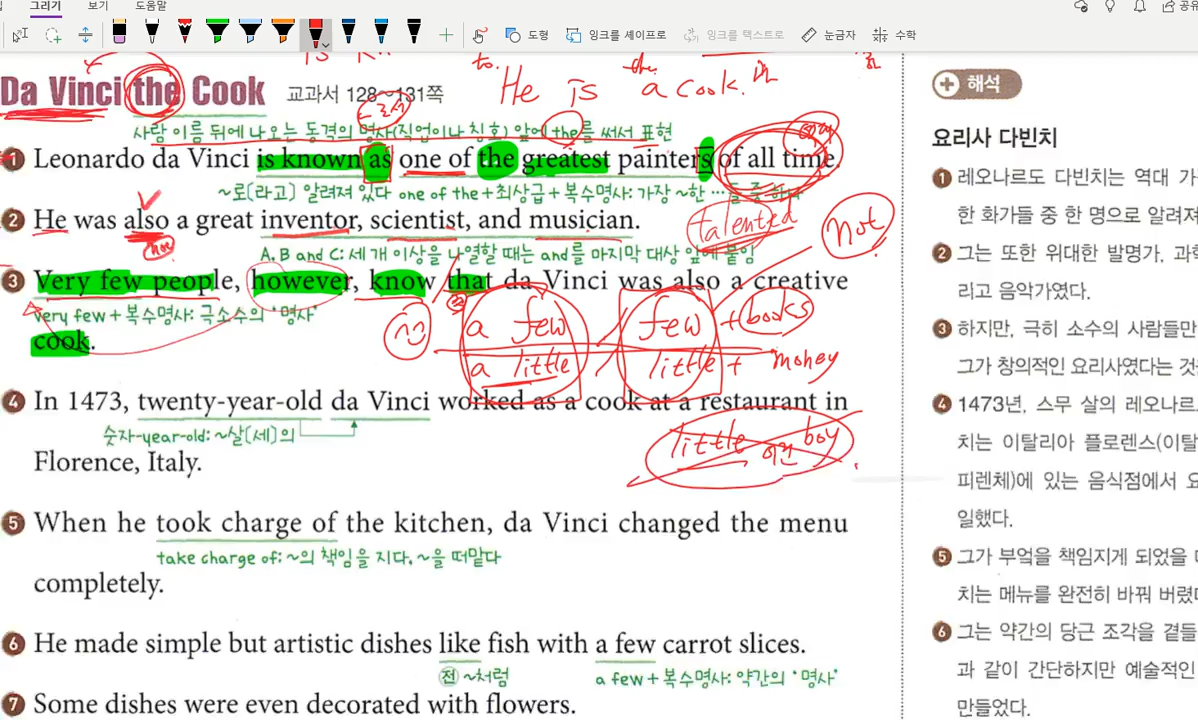 그리기 보기 도움말
도형 잉크를 셰이프로 잉크를 텍스트로 눈금자 수학
공유
to. He is the a cook. in
Da Vinci the Cook 교과서 128~131쪽
사람 이름 뒤에 나오는 동격의 명사(직업이나 칭호) 앞에 the를 써서 표현
1 Leonardo da Vinci is known as one of the greatest painters of all time.
~로(라고) 알려져 있다 one of the+최상급+복수명사: 가장 ~한 … 들 중 하나
2 He was also a great inventor, scientist, and musician.
talented
not
A, B and C: 세 개 이상을 나열할 때는 and를 마지막 대상 앞에 붙임
3 Very few people, however, know that da Vinci was also a creative
very few+복수명사: 극소수의 '명사'
a few few + books
cook.
a little little + money
4 In 1473, twenty-year-old da Vinci worked as a cook at a restaurant in
숫자-year-old: ~살(세)의
little 어린 boy
Florence, Italy.
5 When he took charge of the kitchen, da Vinci changed the menu
take charge of: ~의 책임을 지다, ~을 떠맡다
completely.
6 He made simple but artistic dishes like fish with a few carrot slices.
전 ~처럼 a few+복수명사: 약간의 '명사'
7 Some dishes were even decorated with flowers.
해석
요리사 다빈치
1 레오나르도 다빈치는 역대 가
한 화가들 중 한 명으로 알려져
2 그는 또한 위대한 발명가, 과학
리고 음악가였다.
3 하지만, 극히 소수의 사람들만
그가 창의적인 요리사였다는 것
4 1473년, 스무 살의 레오나르
치는 이탈리아 플로렌스(이탈
피렌체)에 있는 음식점에서 요
일했다.
5 그가 부엌을 책임지게 되었을 때
치는 메뉴를 완전히 바꿔 버렸다
6 그는 약간의 당근 조각을 곁들
과 같이 간단하지만 예술적인
만들었다.